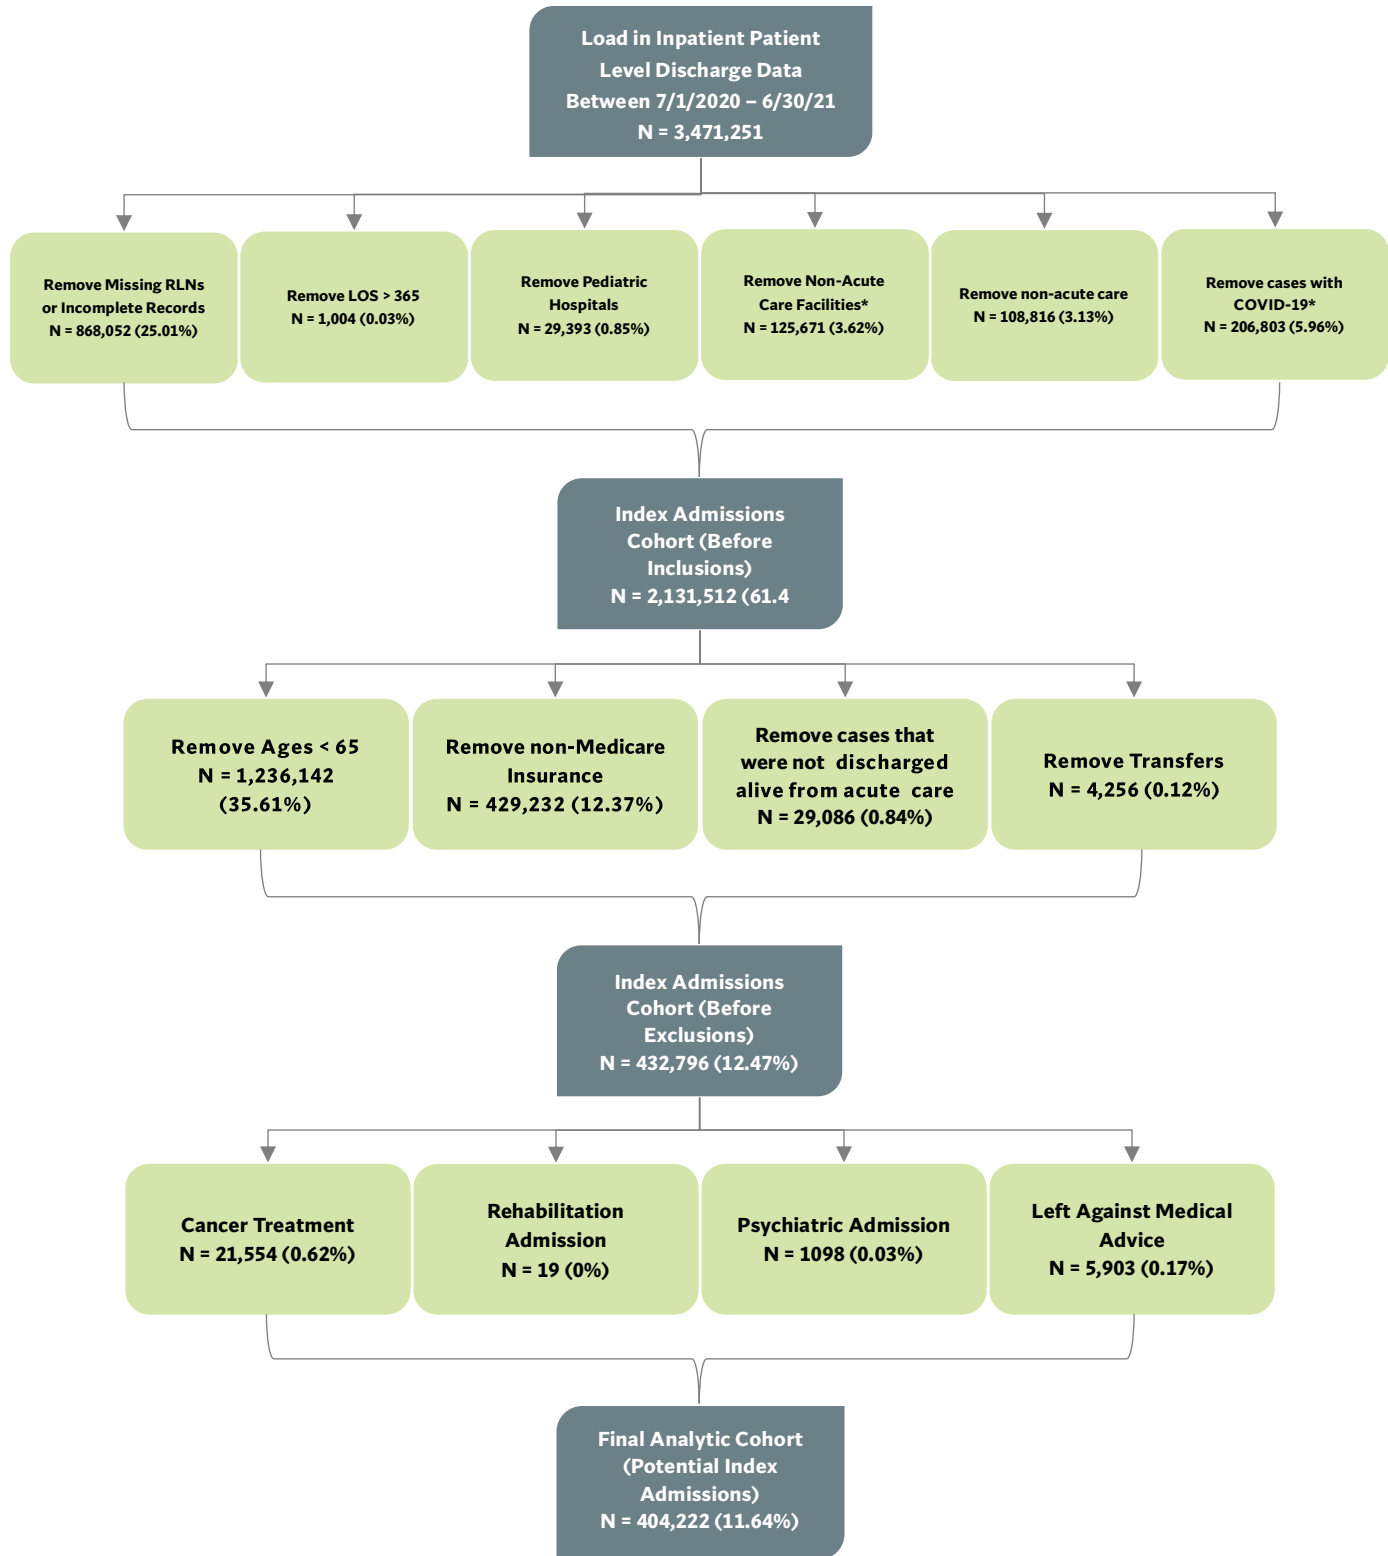 Load in Inpatient Patient
Level Discharge Data
Between 7/1/2020 – 6/30/21
N = 3,471,251
Remove Missing RLNs
or Incomplete Records
N = 868,052 (25.01%)
Remove LOS > 365
N = 1,004 (0.03%)
Remove Pediatric
Hospitals
N = 29,393 (0.85%)
Remove Non-Acute
Care Facilities*
N = 125,671 (3.62%)
Remove non-acute care
N = 108,816 (3.13%)
Remove cases with
COVID-19*
N = 206,803 (5.96%)
Index Admissions
Cohort (Before
Inclusions)
N = 2,131,512 (61.4
Remove Ages < 65
N = 1,236,142
(35.61%)
Remove non-Medicare
Insurance
N = 429,232 (12.37%)
Remove cases that
were not discharged
alive from acute care
N = 29,086 (0.84%)
Remove Transfers
N = 4,256 (0.12%)
Index Admissions
Cohort (Before
Exclusions)
N = 432,796 (12.47%)
Cancer Treatment
N = 21,554 (0.62%)
Rehabilitation
Admission
N = 19 (0%)
Psychiatric Admission
N = 1098 (0.03%)
Left Against Medical
Advice
N = 5,903 (0.17%)
Final Analytic Cohort
(Potential Index
Admissions)
N = 404,222 (11.64%)